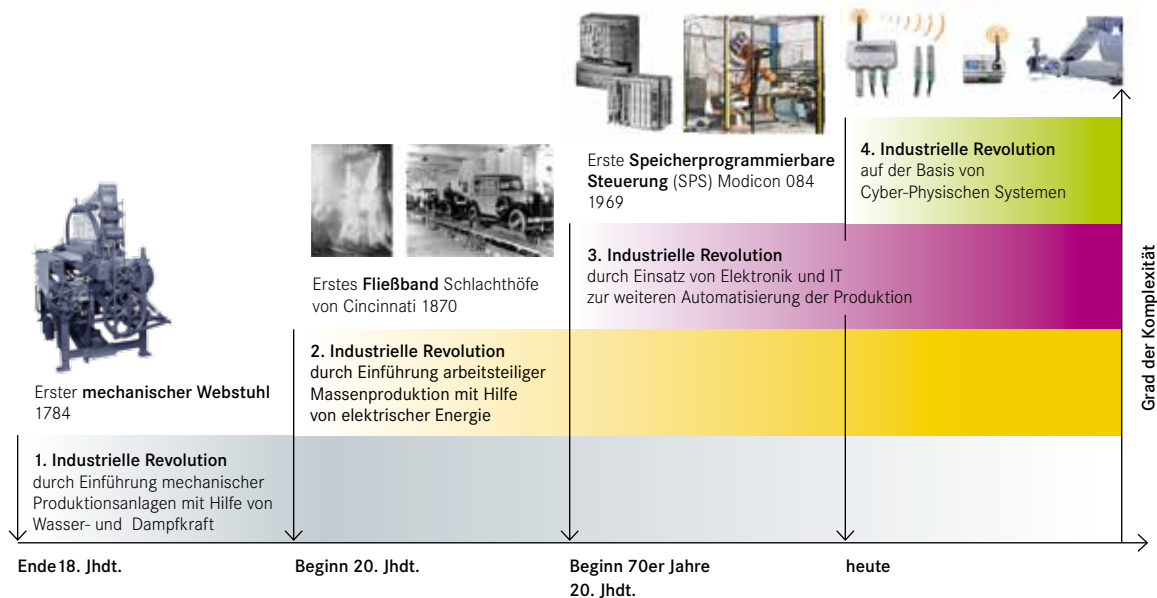 Erste Speicherprogrammierbare
Steuerung (SPS) Modicon 084
1969
4. Industrielle Revolution
auf der Basis von
Cyber-Physischen Systemen
Erstes Fließband Schlachthöfe
von Cincinnati 1870
3. Industrielle Revolution
durch Einsatz von Elektronik und IT
zur weiteren Automatisierung der Produktion
Erster mechanischer Webstuhl
1784
2. Industrielle Revolution
durch Einführung arbeitsteiliger
Massenproduktion mit Hilfe
von elektrischer Energie
1. Industrielle Revolution
durch Einführung mechanischer
Produktionsanlagen mit Hilfe von
Wasser- und Dampfkraft
Grad der Komplexität
Ende 18. Jhdt.
Beginn 20. Jhdt.
Beginn 70er Jahre
20. Jhdt.
heute